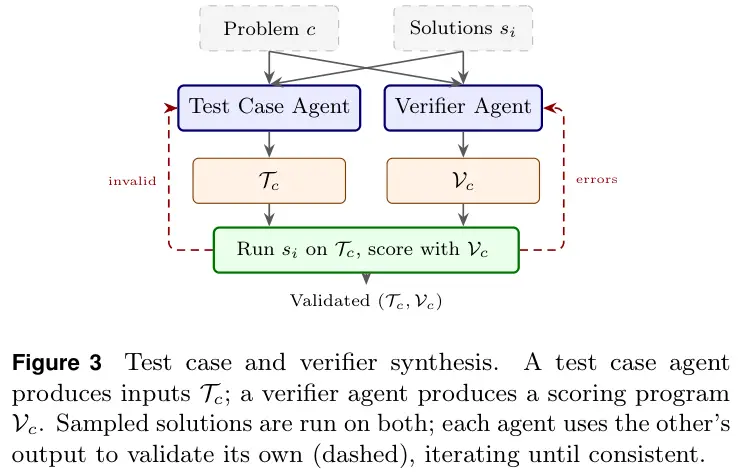 Problem c
Solutions sᵢ
Test Case Agent
Verifier Agent
invalid
𝒯_c
𝒱_c
errors
Run sᵢ on 𝒯_c, score with 𝒱_c
Validated (𝒯_c, 𝒱_c)
Figure 3 Test case and verifier synthesis. A test case agent
produces inputs 𝒯_c; a verifier agent produces a scoring program
𝒱_c. Sampled solutions are run on both; each agent uses the other's
output to validate its own (dashed), iterating until consistent.